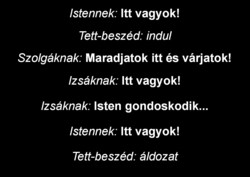 Istennek: Itt vagyok!
Tett-beszéd: indul
Szolgáknak: Maradjatok itt és várjatok!
Izsáknak: Itt vagyok!
Izsáknak: Isten gondoskodik...
Istennek: Itt vagyok!
Tett-beszéd: áldozat